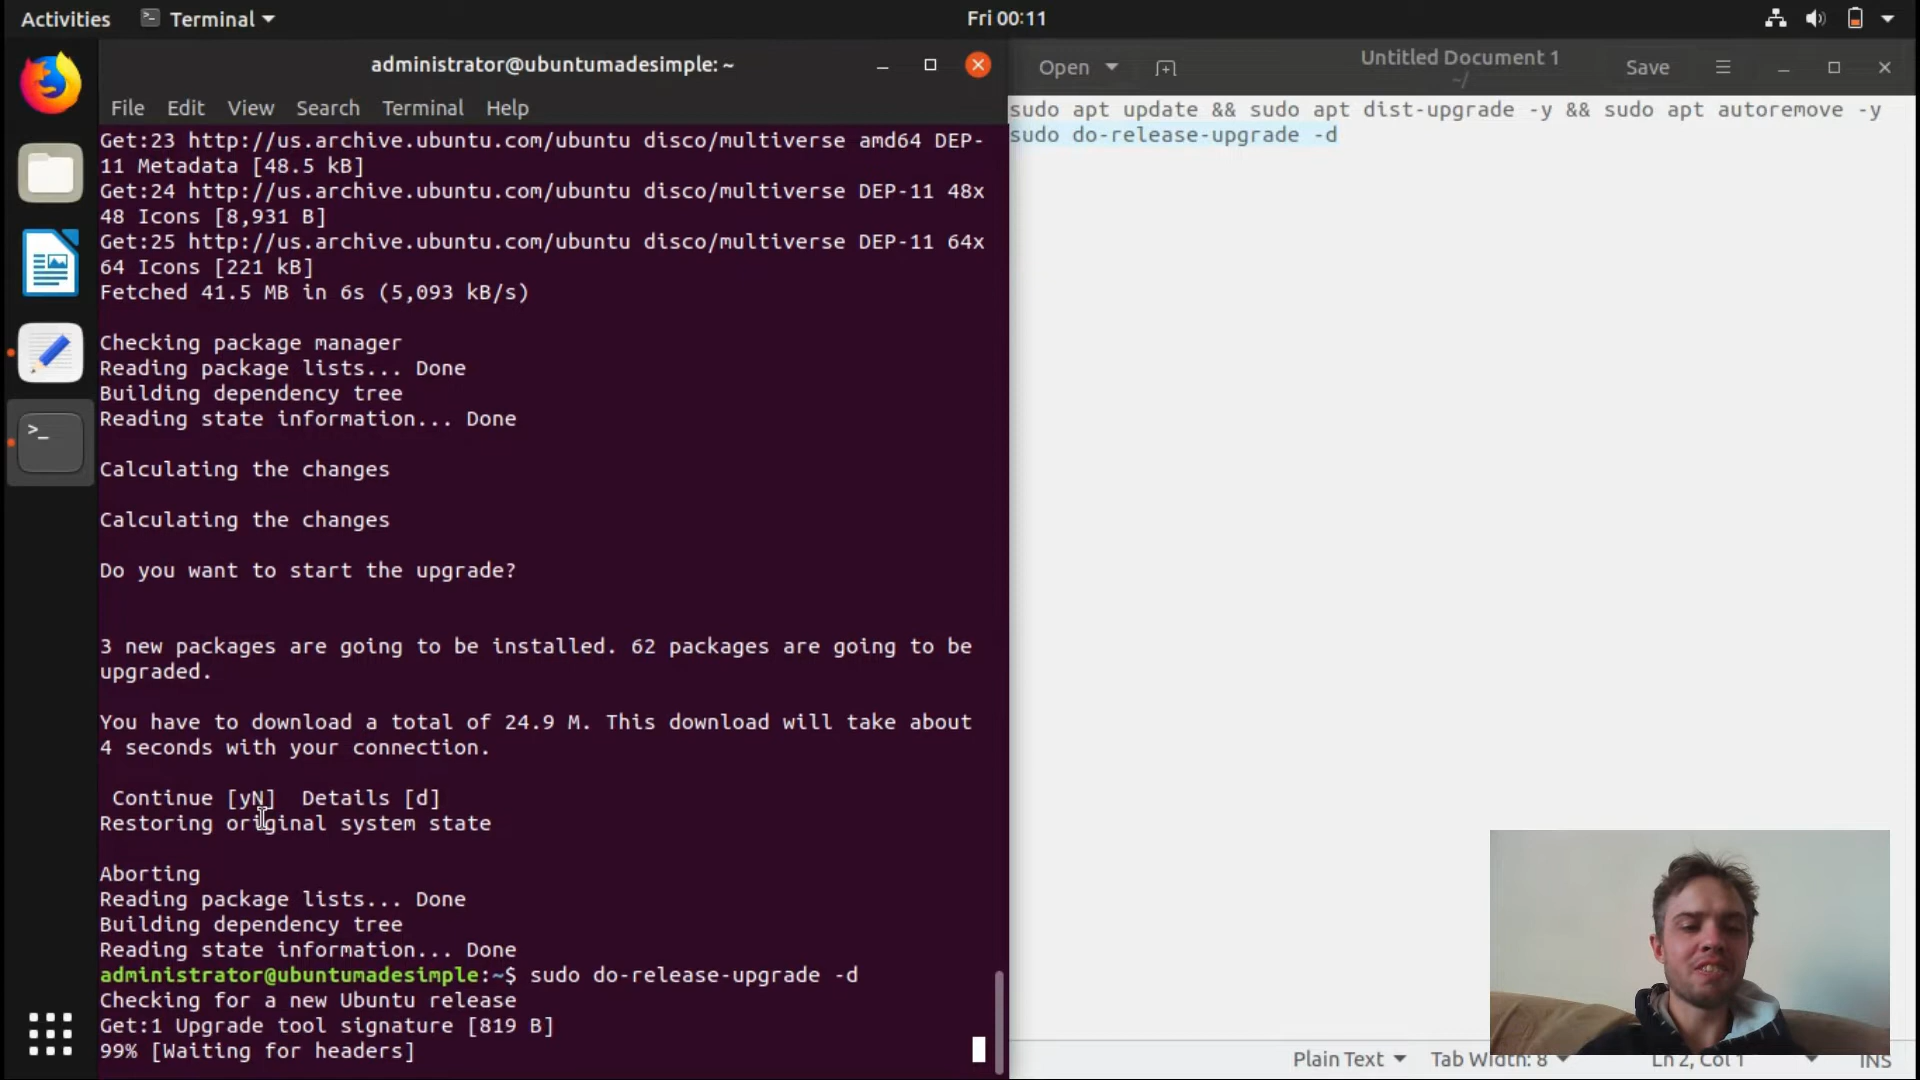 Activities
Terminal
Fri 00:11
administrator@ubuntumadesimple: ~
File Edit View Search Terminal Help
Get:23 http://us.archive.ubuntu.com/ubuntu disco/multiverse amd64 DEP-
11 Metadata [48.5 kB]
Get:24 http://us.archive.ubuntu.com/ubuntu disco/multiverse DEP-11 48x
48 Icons [8,931 B]
Get:25 http://us.archive.ubuntu.com/ubuntu disco/multiverse DEP-11 64x
64 Icons [221 kB]
Fetched 41.5 MB in 6s (5,093 kB/s)
Checking package manager
Reading package lists... Done
Building dependency tree
Reading state information... Done
Calculating the changes
Calculating the changes
Do you want to start the upgrade?
3 new packages are going to be installed. 62 packages are going to be
upgraded.
You have to download a total of 24.9 M. This download will take about
4 seconds with your connection.
Continue [yN]  Details [d]
Restoring original system state
Aborting
Reading package lists... Done
Building dependency tree
Reading state information... Done
administrator@ubuntumadesimple:~$ sudo do-release-upgrade -d
Checking for a new Ubuntu release
Get:1 Upgrade tool signature [819 B]
99% [Waiting for headers]
>_
Open
Untitled Document 1
~/
Save
sudo apt update && sudo apt dist-upgrade -y && sudo apt autoremove -y
sudo do-release-upgrade -d
Plain Text
Tab Width: 8
Ln 2, Col 1
INS